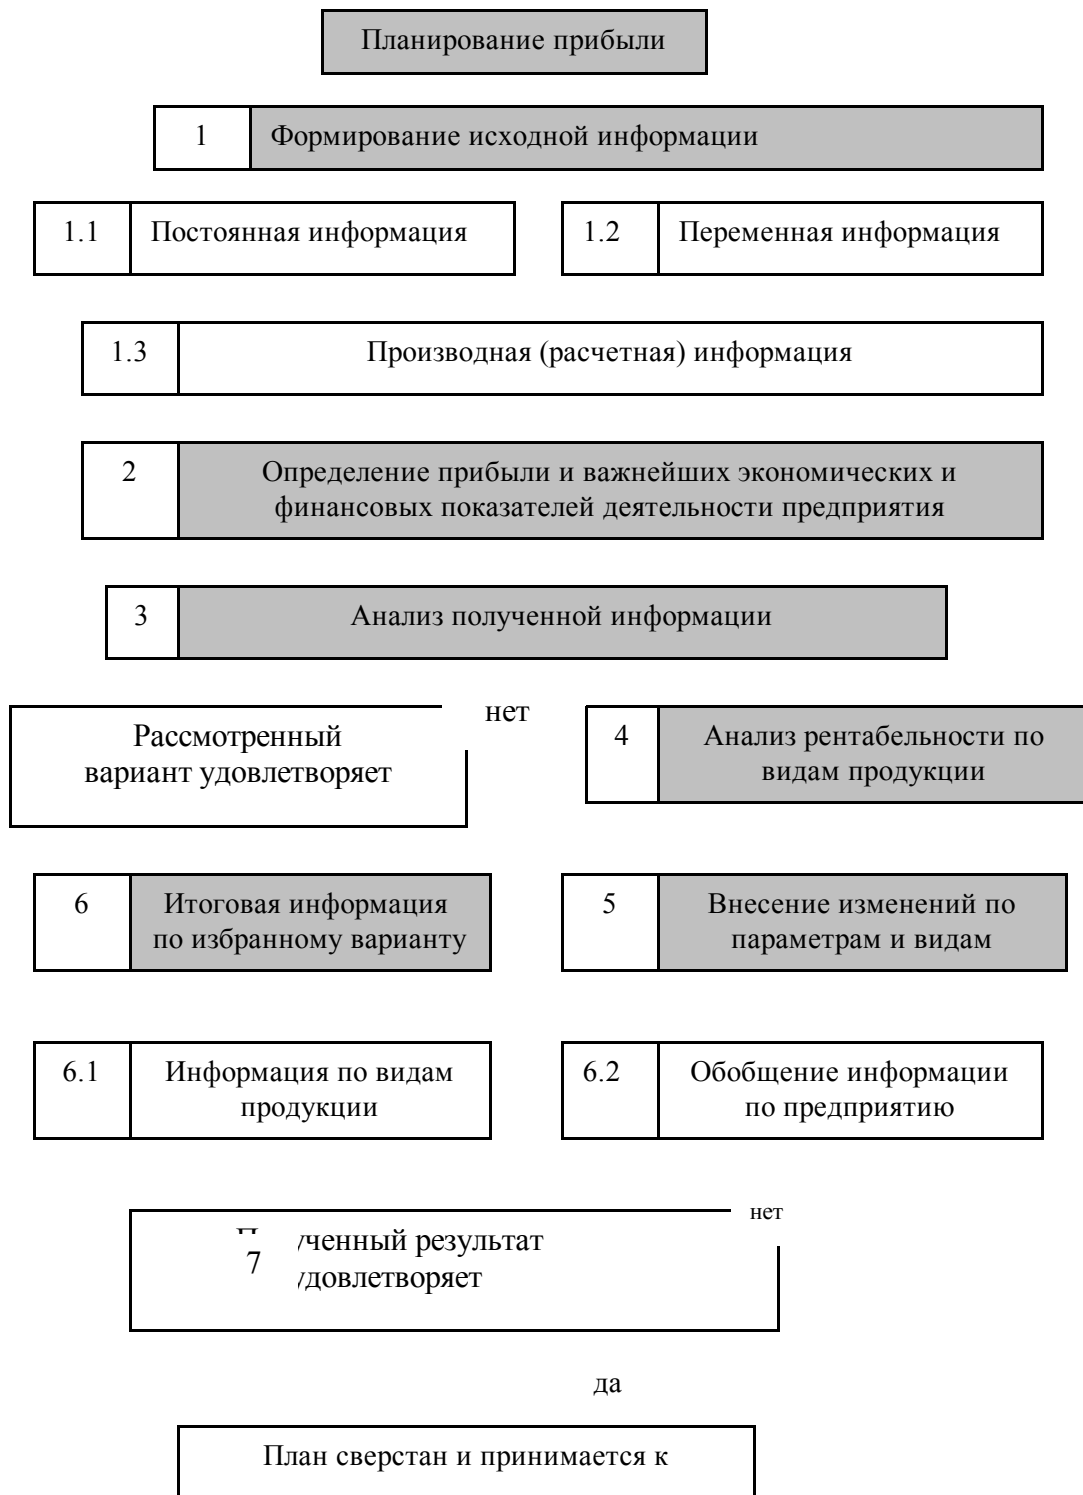 Планирование прибыли
1 Формирование исходной информации
1.1 Постоянная информация
1.2 Переменная информация
1.3 Производная (расчетная) информация
2 Определение прибыли и важнейших экономических и
финансовых показателей деятельности предприятия
3 Анализ полученной информации
Рассмотренный
вариант удовлетворяет
нет
4 Анализ рентабельности по
видам продукции
6 Итоговая информация
по избранному варианту
5 Внесение изменений по
параметрам и видам
6.1 Информация по видам
продукции
6.2 Обобщение информации
по предприятию
нет
7
результат
да
План сверстан и принимается к